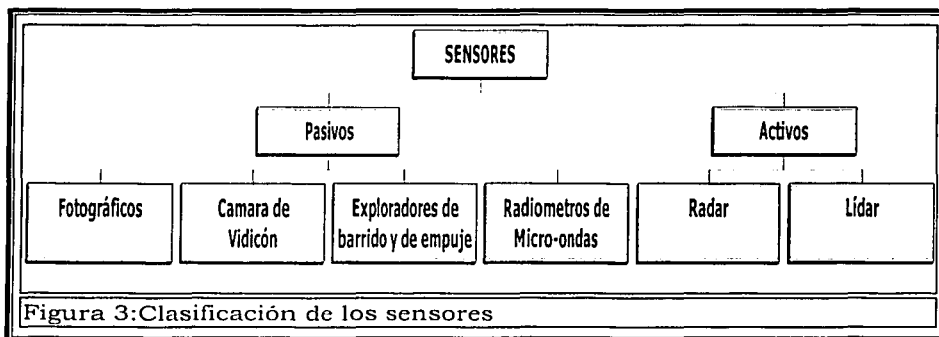 SENSORES
Pasivos
Activos
Fotográficos
Camara de
Vidicón
Exploradores de
barrido y de empuje
Radiometros de
Micro-ondas
Radar
Lídar
Figura 3:Clasificación de los sensores